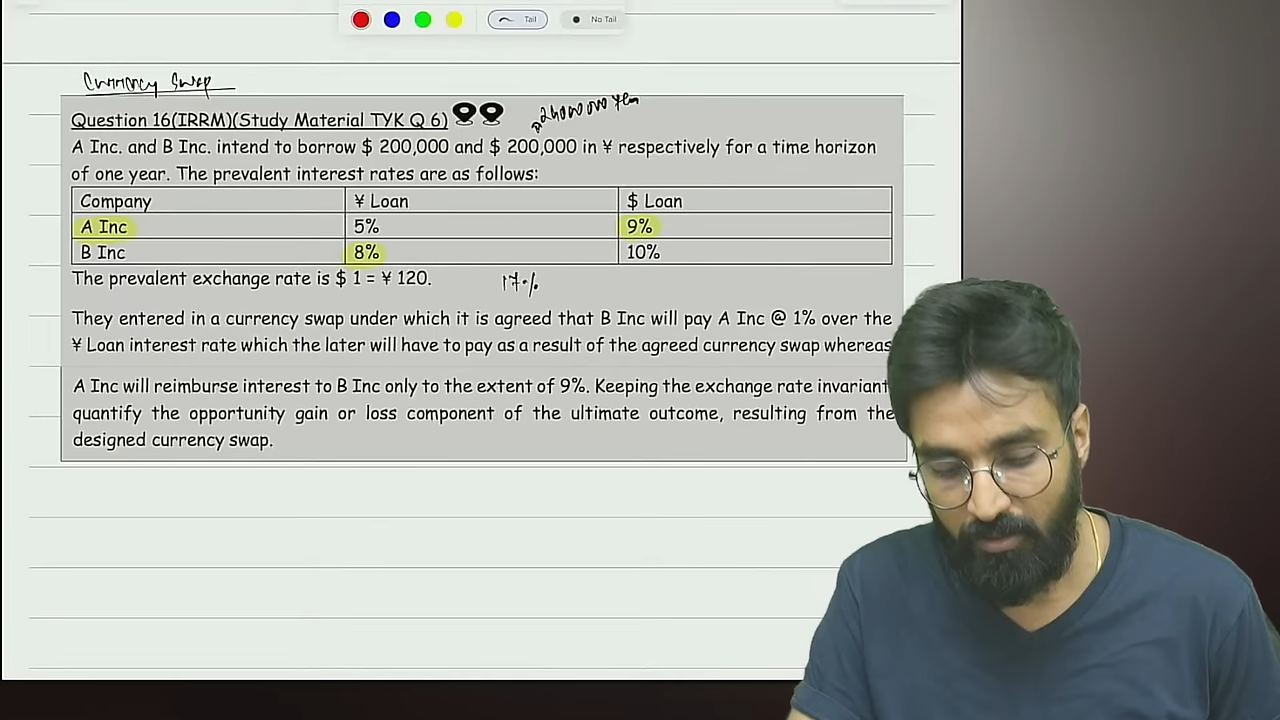 Tail No Tail
Currency Swap
24000000 Yen
Question 16(IRRM)(Study Material TYK Q 6)
A Inc. and B Inc. intend to borrow $ 200,000 and $ 200,000 in ¥ respectively for a time horizon
of one year. The prevalent interest rates are as follows:
Company ¥ Loan $ Loan
A Inc 5% 9%
B Inc 8% 10%
The prevalent exchange rate is $ 1 = ¥ 120. 17%
They entered in a currency swap under which it is agreed that B Inc will pay A Inc @ 1% over the
¥ Loan interest rate which the later will have to pay as a result of the agreed currency swap whereas
A Inc will reimburse interest to B Inc only to the extent of 9%. Keeping the exchange rate invariant
quantify the opportunity gain or loss component of the ultimate outcome, resulting from the
designed currency swap.